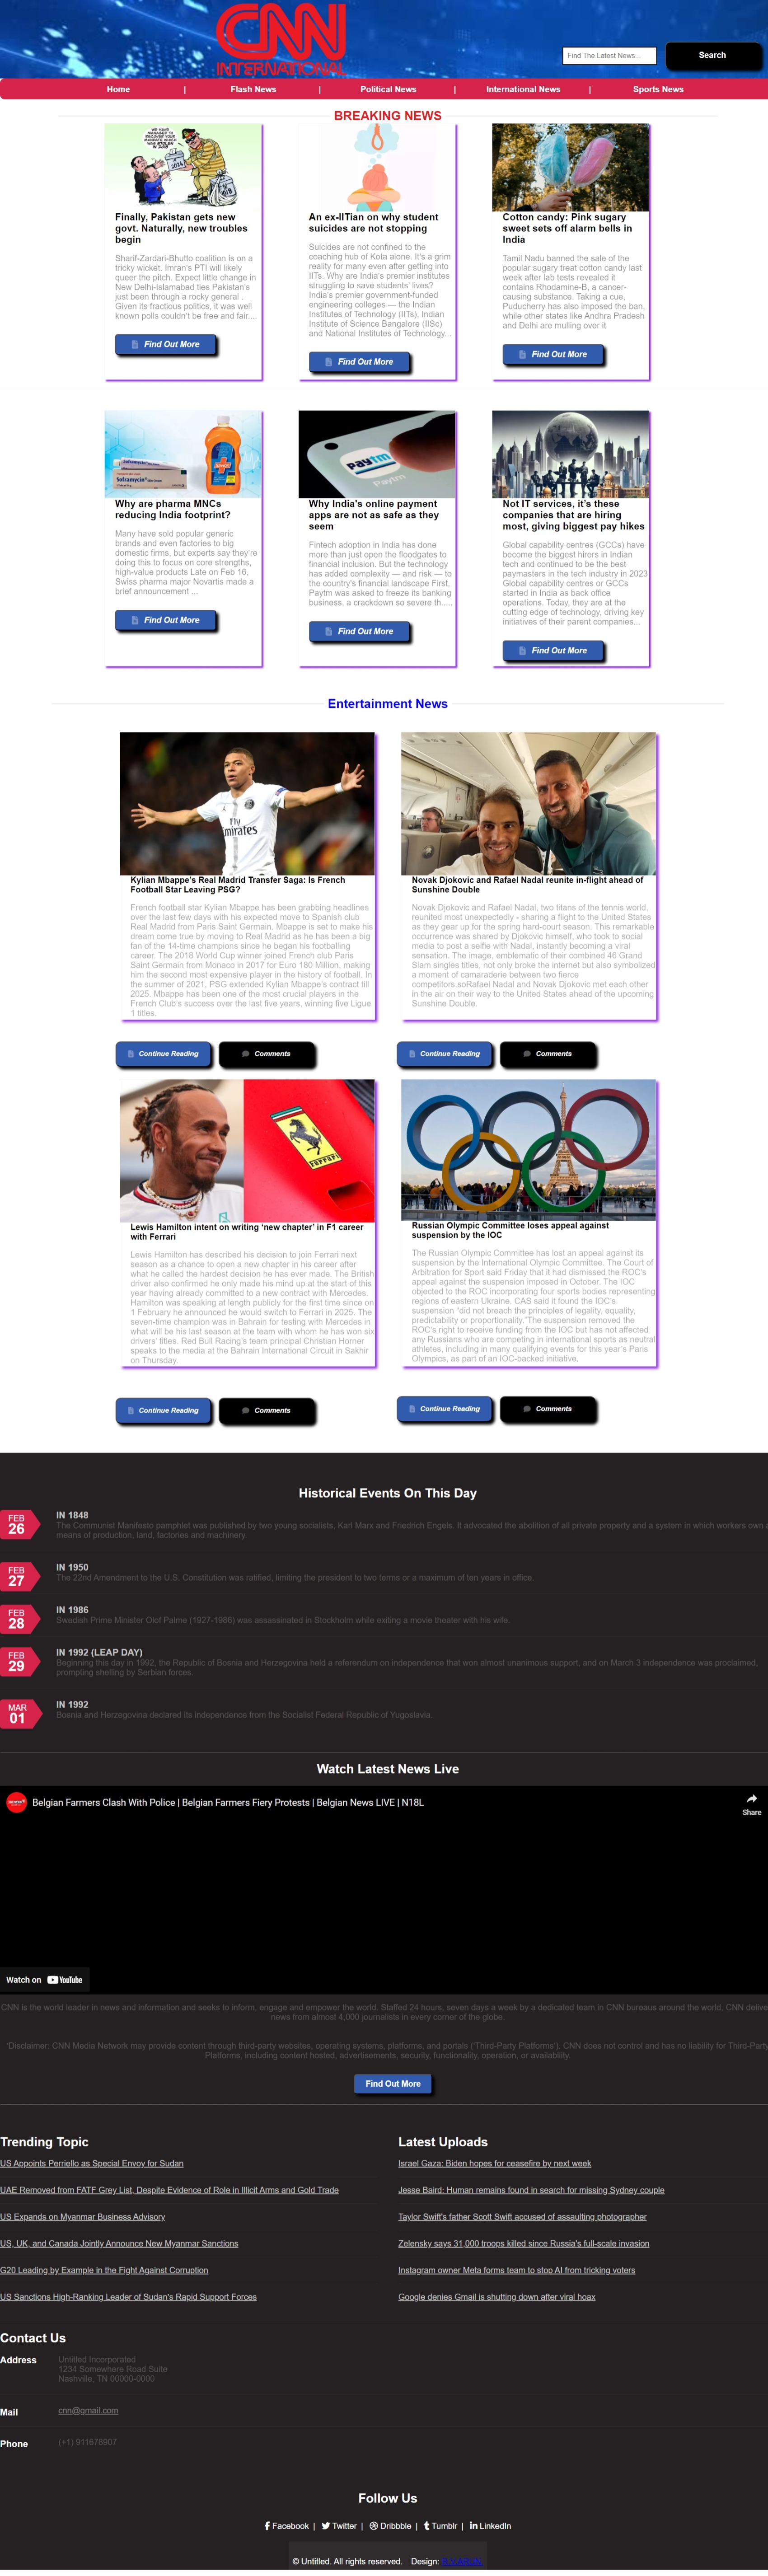 CNN
INTERNATIONAL
Find The Latest News...
Search
Home | Flash News | Political News | International News | Sports News
BREAKING NEWS
WE HAVE MANAGED TO RECOVER YOUR MANDATE WHICH WAS STOLEN IN 2018
2024
2018
Finally, Pakistan gets new
govt. Naturally, new troubles
begin
Sharif-Zardari-Bhutto coalition is on a
tricky wicket. Imran's PTI will likely
queer the pitch. Expect little change in
New Delhi-Islamabad ties Pakistan's
just been through a rocky general .
Given its fractious politics, it was well
known polls couldn't be free and fair....
Find Out More
An ex-IITian on why student
suicides are not stopping
Suicides are not confined to the
coaching hub of Kota alone. It's a grim
reality for many even after getting into
IITs. Why are India's premier institutes
struggling to save students' lives?
India's premier government-funded
engineering colleges — the Indian
Institutes of Technology (IITs), Indian
Institute of Science Bangalore (IISc)
and National Institutes of Technology...
Find Out More
Cotton candy: Pink sugary
sweet sets off alarm bells in
India
Tamil Nadu banned the sale of the
popular sugary treat cotton candy last
week after lab tests revealed it
contains Rhodamine-B, a cancer-
causing substance. Taking a cue,
Puducherry has also imposed the ban,
while other states like Andhra Pradesh
and Delhi are mulling over it
Find Out More
Soframycin
Soframycin
Why are pharma MNCs
reducing India footprint?
Many have sold popular generic
brands and even factories to big
domestic firms, but experts say they're
doing this to focus on core strengths,
high-value products Late on Feb 16,
Swiss pharma major Novartis made a
brief announcement ...
Find Out More
paytm
Paytm
Why India's online payment
apps are not as safe as they
seem
Fintech adoption in India has done
more than just open the floodgates to
financial inclusion. But the technology
has added complexity — and risk — to
the country's financial landscape First,
Paytm was asked to freeze its banking
business, a crackdown so severe th.....
Find Out More
Not IT services, it's these
companies that are hiring
most, giving biggest pay hikes
Global capability centres (GCCs) have
become the biggest hirers in Indian
tech and continued to be the best
paymasters in the tech industry in 2023
Global capability centres or GCCs
started in India as back office
operations. Today, they are at the
cutting edge of technology, driving key
initiatives of their parent companies...
Find Out More
Entertainment News
Fly
Emirates
Kylian Mbappe's Real Madrid Transfer Saga: Is French
Football Star Leaving PSG?
French football star Kylian Mbappe has been grabbing headlines
over the last few days with his expected move to Spanish club
Real Madrid from Paris Saint Germain. Mbappe is set to make his
dream come true by moving to Real Madrid as he has been a big
fan of the 14-time champions since he began his footballing
career. The 2018 World Cup winner joined French club Paris
Saint Germain from Monaco in 2017 for Euro 180 Million, making
him the second most expensive player in the history of football. In
the summer of 2021, PSG extended Kylian Mbappe's contract till
2025. Mbappe has been one of the most crucial players in the
French Club's success over the last five years, winning five Ligue
1 titles.
Continue Reading
Comments
Novak Djokovic and Rafael Nadal reunite in-flight ahead of
Sunshine Double
Novak Djokovic and Rafael Nadal, two titans of the tennis world,
reunited most unexpectedly - sharing a flight to the United States
as they gear up for the spring hard-court season. This remarkable
occurrence was shared by Djokovic himself, who took to social
media to post a selfie with Nadal, instantly becoming a viral
sensation. The image, emblematic of their combined 46 Grand
Slam singles titles, not only broke the internet but also symbolized
a moment of camaraderie between two fierce
competitors.soRafael Nadal and Novak Djokovic met each other
in the air on their way to the United States ahead of the upcoming
Sunshine Double.
Continue Reading
Comments
Ferrari
Lewis Hamilton intent on writing ‘new chapter’ in F1 career
with Ferrari
Lewis Hamilton has described his decision to join Ferrari next
season as a chance to open a new chapter in his career after
what he called the hardest decision he has ever made. The British
driver also confirmed he only made his mind up at the start of this
year having already committed to a new contract with Mercedes.
Hamilton was speaking at length publicly for the first time since on
1 February he announced he would switch to Ferrari in 2025. The
seven-time champion was in Bahrain for testing with Mercedes in
what will be his last season at the team with whom he has won six
drivers' titles. Red Bull Racing's team principal Christian Horner
speaks to the media at the Bahrain International Circuit in Sakhir
on Thursday.
Continue Reading
Comments
Russian Olympic Committee loses appeal against
suspension by the IOC
The Russian Olympic Committee has lost an appeal against its
suspension by the International Olympic Committee. The Court of
Arbitration for Sport said Friday that it had dismissed the ROC's
appeal against the suspension imposed in October. The IOC
objected to the ROC incorporating four sports bodies representing
regions of eastern Ukraine. CAS said it found the IOC's
suspension "did not breach the principles of legality, equality,
predictability or proportionality."The suspension removed the
ROC's right to receive funding from the IOC but has not affected
any Russians who are competing in international sports as neutral
athletes, including in many qualifying events for this year's Paris
Olympics, as part of an IOC-backed initiative.
Continue Reading
Comments
Historical Events On This Day
FEB
26
IN 1848
The Communist Manifesto pamphlet was published by two young socialists, Karl Marx and Friedrich Engels. It advocated the abolition of all private property and a system in which workers own a
means of production, land, factories and machinery.
FEB
27
IN 1950
The 22nd Amendment to the U.S. Constitution was ratified, limiting the president to two terms or a maximum of ten years in office.
FEB
28
IN 1986
Swedish Prime Minister Olof Palme (1927-1986) was assassinated in Stockholm while exiting a movie theater with his wife.
FEB
29
IN 1992 (LEAP DAY)
Beginning this day in 1992, the Republic of Bosnia and Herzegovina held a referendum on independence that won almost unanimous support, and on March 3 independence was proclaimed,
prompting shelling by Serbian forces.
MAR
01
IN 1992
Bosnia and Herzegovina declared its independence from the Socialist Federal Republic of Yugoslavia.
Watch Latest News Live
Belgian Farmers Clash With Police | Belgian Farmers Fiery Protests | Belgian News LIVE | N18L
Share
Watch on YouTube
CNN is the world leader in news and information and seeks to inform, engage and empower the world. Staffed 24 hours, seven days a week by a dedicated team in CNN bureaus around the world, CNN delive
news from almost 4,000 journalists in every corner of the globe.
'Disclaimer: CNN Media Network may provide content through third-party websites, operating systems, platforms, and portals ('Third-Party Platforms'). CNN does not control and has no liability for Third-Party
Platforms, including content hosted, advertisements, security, functionality, operation, or availability.
Find Out More
Trending Topic
US Appoints Perriello as Special Envoy for Sudan
UAE Removed from FATF Grey List, Despite Evidence of Role in Illicit Arms and Gold Trade
US Expands on Myanmar Business Advisory
US, UK, and Canada Jointly Announce New Myanmar Sanctions
G20 Leading by Example in the Fight Against Corruption
US Sanctions High-Ranking Leader of Sudan's Rapid Support Forces
Latest Uploads
Israel Gaza: Biden hopes for ceasefire by next week
Jesse Baird: Human remains found in search for missing Sydney couple
Taylor Swift's father Scott Swift accused of assaulting photographer
Zelensky says 31,000 troops killed since Russia's full-scale invasion
Instagram owner Meta forms team to stop AI from tricking voters
Google denies Gmail is shutting down after viral hoax
Contact Us
Address
Untitled Incorporated
1234 Somewhere Road Suite
Nashville, TN 00000-0000
Mail
cnn@gmail.com
Phone
(+1) 911678907
Follow Us
Facebook | Twitter | Dribbble | Tumblr | LinkedIn
© Untitled. All rights reserved. Design: